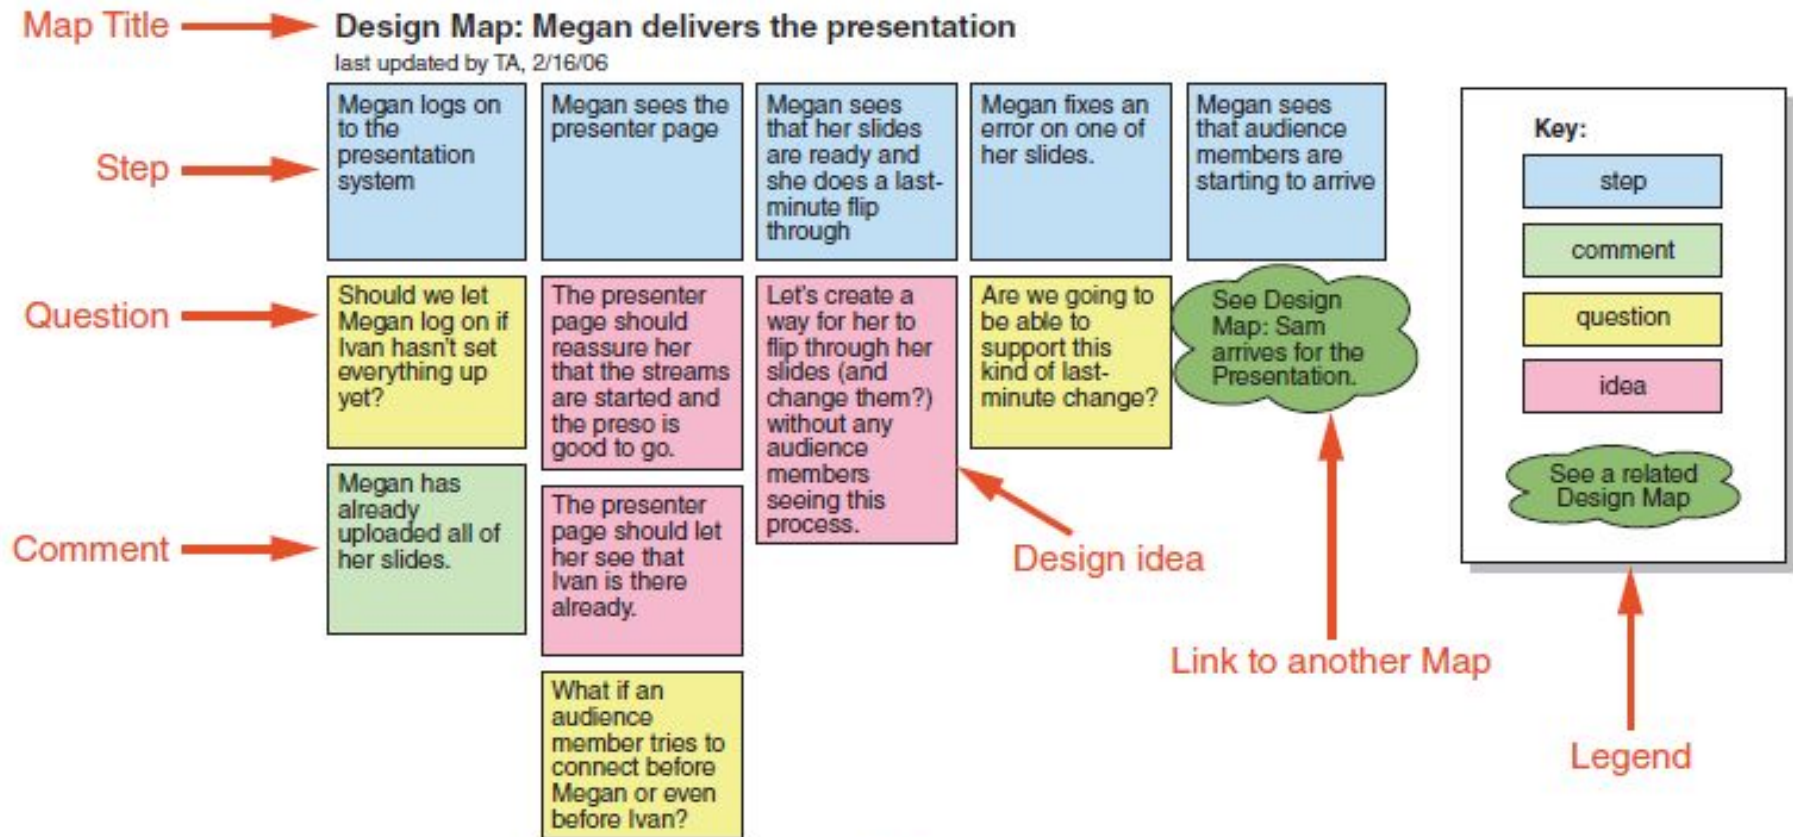 Map Title
Design Map: Megan delivers the presentation
last updated by TA, 2/16/06
Step
Megan logs on
to the
presentation
system
Megan sees the
presenter page
Megan sees
that her slides
are ready and
she does a last-
minute flip
through
Megan fixes an
error on one of
her slides.
Megan sees
that audience
members are
starting to arrive
Question
Should we let
Megan log on if
Ivan hasn't set
everything up
yet?
The presenter
page should
reassure her
that the streams
are started and
the preso is
good to go.
Let's create a
way for her to
flip through her
slides (and
change them?)
without any
audience
members
seeing this
process.
Are we going to
be able to
support this
kind of last-
minute change?
See Design
Map: Sam
arrives for the
Presentation.
Comment
Megan has
already
uploaded all of
her slides.
The presenter
page should let
her see that
Ivan is there
already.
What if an
audience
member tries to
connect before
Megan or even
before Ivan?
Design idea
Link to another Map
Key:
step
comment
question
idea
See a related
Design Map
Legend